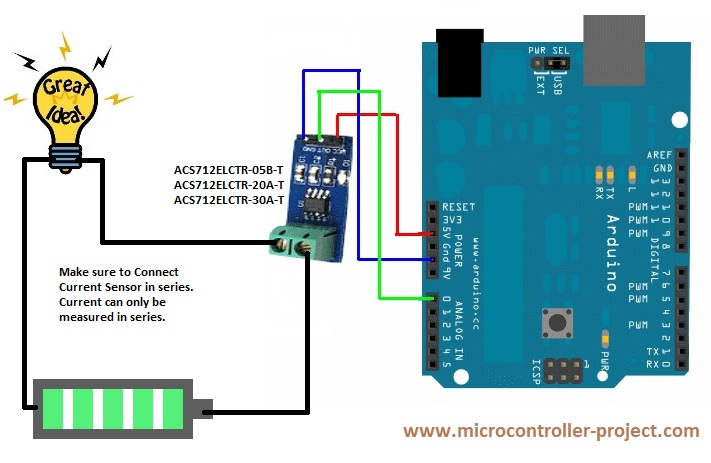 Great
Idea!
ACS712ELCTR-05B-T
ACS712ELCTR-20A-T
ACS712ELCTR-30A-T
VCC OUT GND
Make sure to Connect
Current Sensor in series.
Current can only be
measured in series.
PWR SEL
EXT
USB
AREF
GND
13
12
11
10
9
8
PWM
PWM
PWM
RX
TX
L
RESET
3V3
5V
Gnd
9V
POWER
www.arduino.cc
Arduino
DIGITAL
7
6
5
4
3
2
1
0
PWM
PWM
PWM
TX
RX
ANALOG IN
0
1
2
3
4
5
ICSP
1
PWR
www.microcontroller-project.com